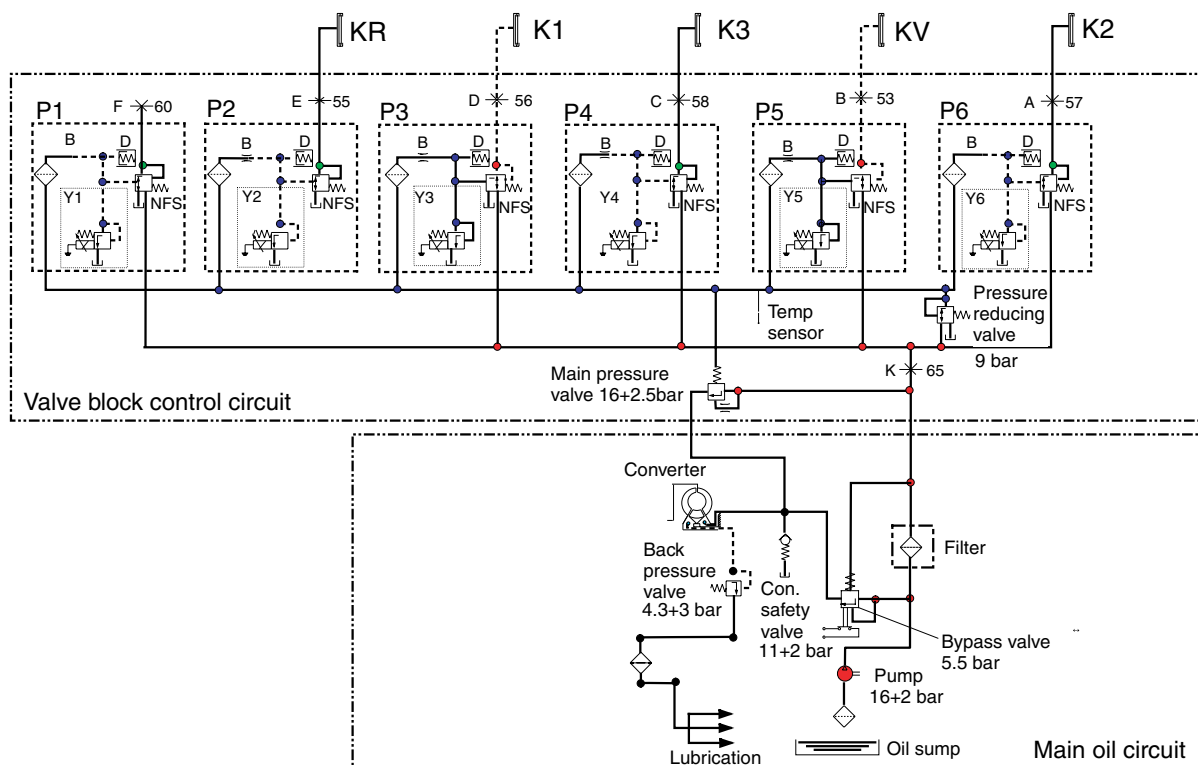 KR
K1
K3
KV
K2
P1
F
60
P2
E
55
P3
D
56
P4
C
58
P5
B
53
P6
A
57
B
D
B
D
B
D
B
D
B
D
B
D
Y1
NFS
Y2
NFS
Y3
NFS
Y4
NFS
Y5
NFS
Y6
NFS
Temp
sensor
Pressure
reducing
valve
9 bar
Main pressure
valve 16+2.5bar
K
65
Valve block control circuit
Converter
Back
pressure
valve
4.3+3 bar
Con.
safety
valve
11+2 bar
Filter
Bypass valve
5.5 bar
Pump
16+2 bar
Lubrication
Oil sump
Main oil circuit